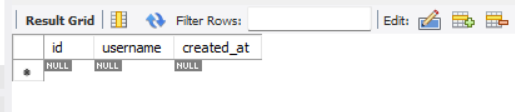 Result Grid Filter Rows: Edit:
id username created_at
NULL NULL NULL